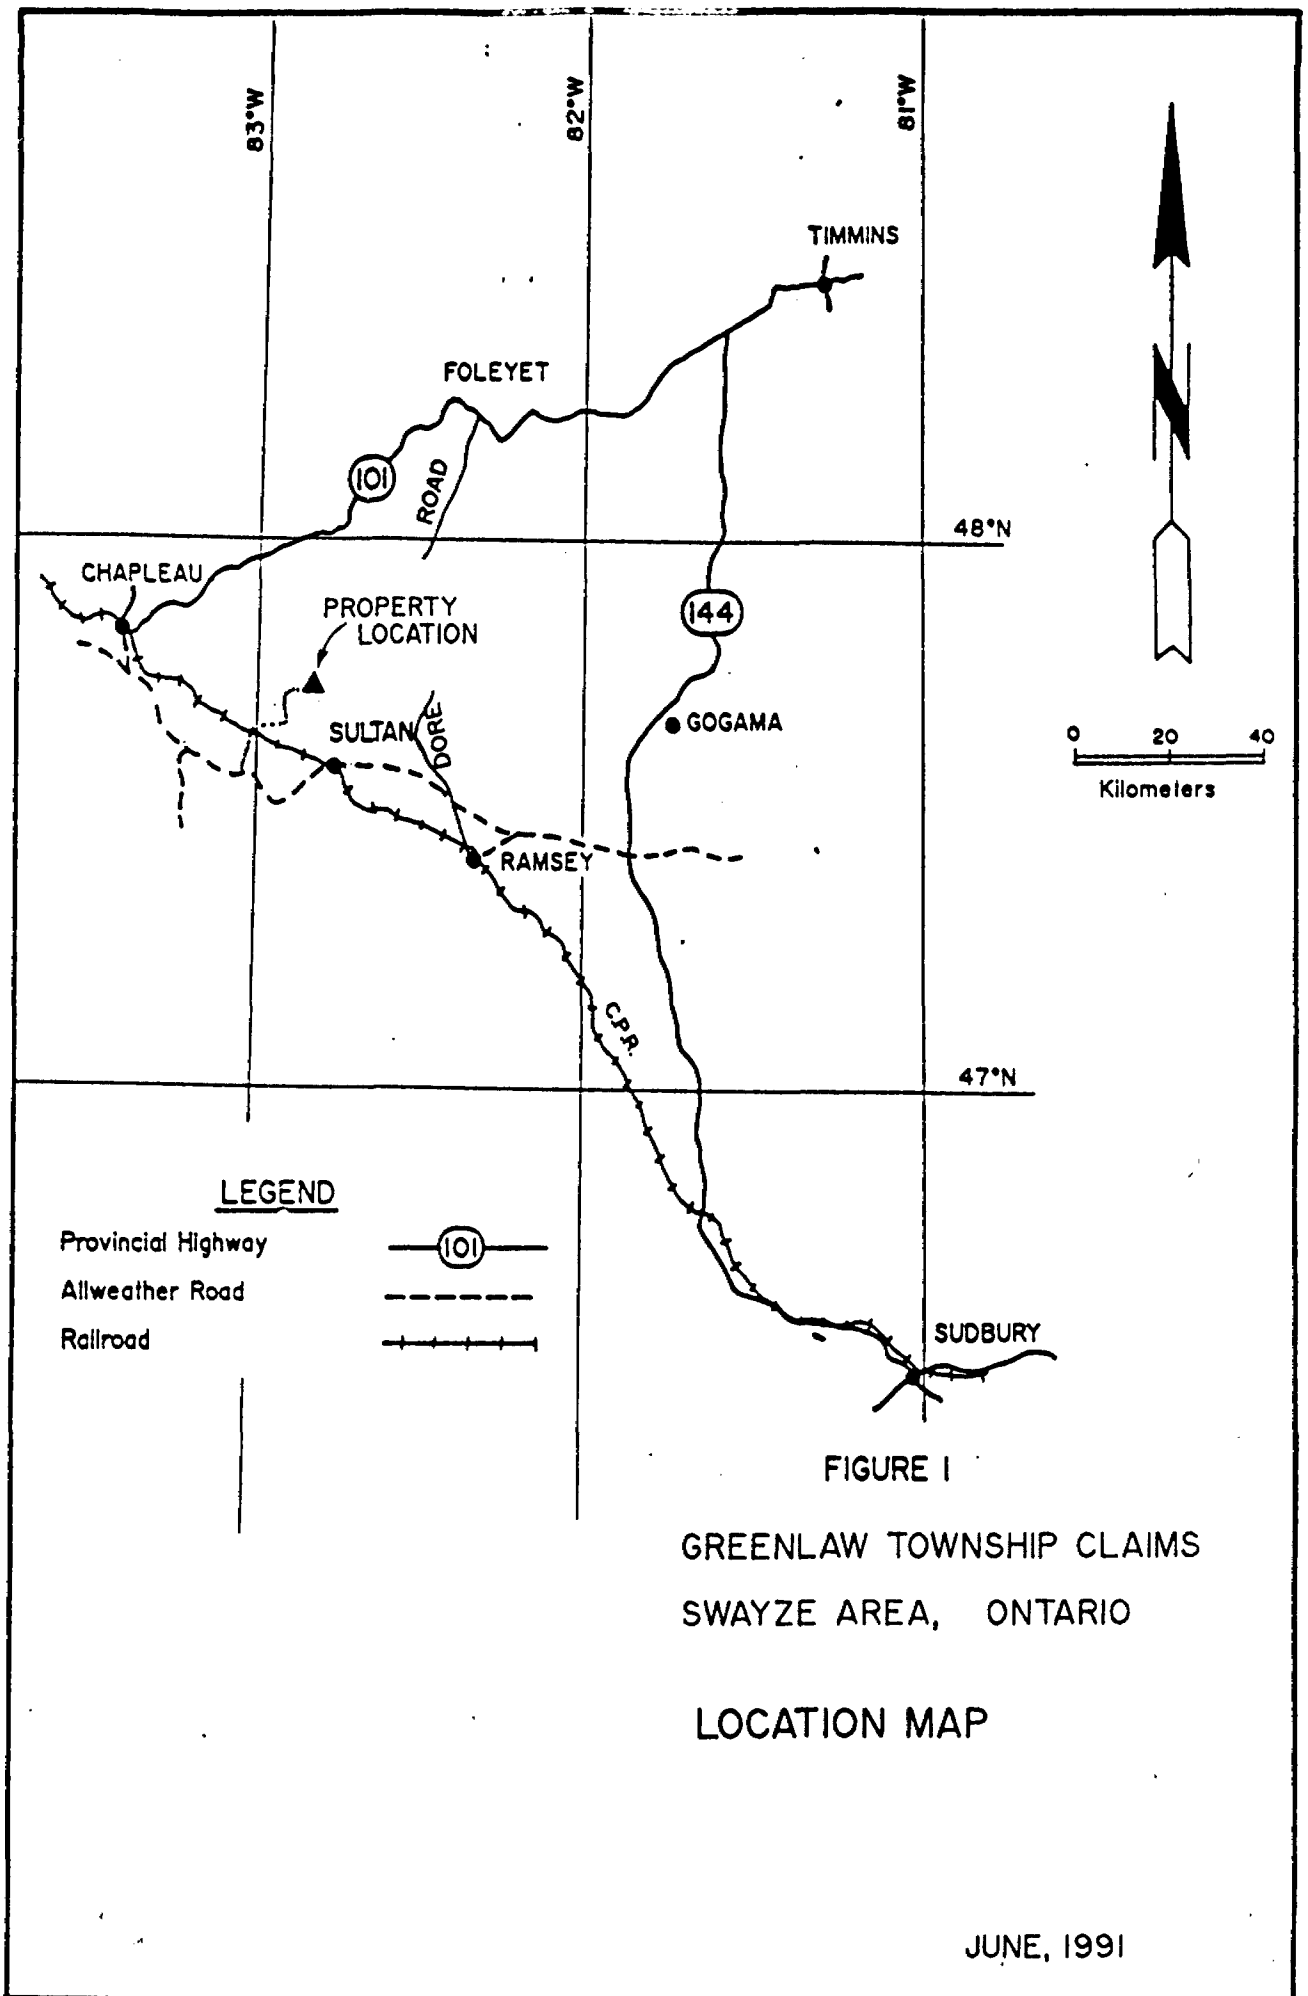 83°W
82°W
81°W
TIMMINS
FOLEYET
101
ROAD
N
48°N
CHAPLEAU
PROPERTY
LOCATION
144
SULTAN
DORE
GOGAMA
0 20 40
Kilometers
RAMSEY
C.P.R.
47°N
LEGEND
Provincial Highway
101
Allweather Road
Railroad
SUDBURY
FIGURE 1
GREENLAW TOWNSHIP CLAIMS
SWAYZE AREA, ONTARIO
LOCATION MAP
JUNE, 1991